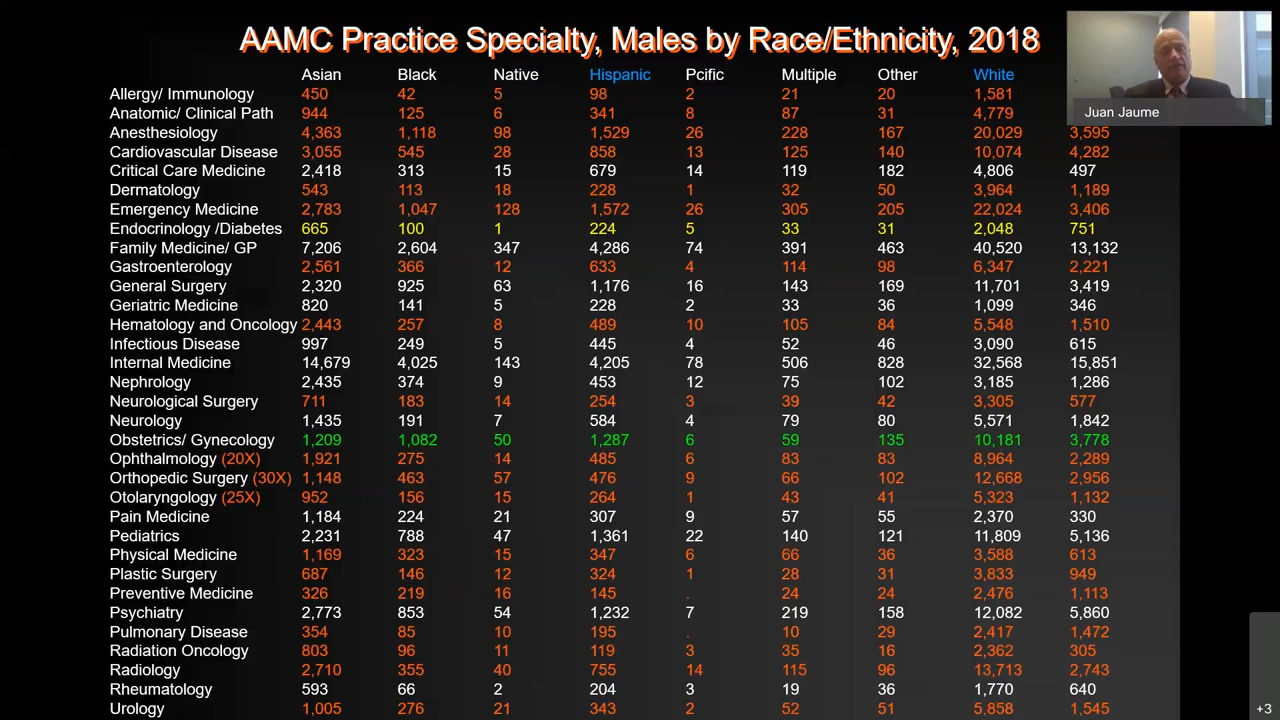 AAMC Practice Specialty, Males by Race/Ethnicity, 2018
Asian Black Native Hispanic Pcific Multiple Other White
Juan Jaume
Allergy/ Immunology 450 42 5 98 2 21 20 1,581
Anatomic/ Clinical Path 944 125 6 341 8 87 31 4,779
Anesthesiology 4,363 1,118 98 1,529 26 228 167 20,029 3,595
Cardiovascular Disease 3,055 545 28 858 13 125 140 10,074 4,282
Critical Care Medicine 2,418 313 15 679 14 119 182 4,806 497
Dermatology 543 113 18 228 1 32 50 3,964 1,189
Emergency Medicine 2,783 1,047 128 1,572 26 305 205 22,024 3,406
Endocrinology /Diabetes 665 100 1 224 5 33 31 2,048 751
Family Medicine/ GP 7,206 2,604 347 4,286 74 391 463 40,520 13,132
Gastroenterology 2,561 366 12 633 4 114 98 6,347 2,221
General Surgery 2,320 925 63 1,176 16 143 169 11,701 3,419
Geriatric Medicine 820 141 5 228 2 33 36 1,099 346
Hematology and Oncology 2,443 257 8 489 10 105 84 5,548 1,510
Infectious Disease 997 249 5 445 4 52 46 3,090 615
Internal Medicine 14,679 4,025 143 4,205 78 506 828 32,568 15,851
Nephrology 2,435 374 9 453 12 75 102 3,185 1,286
Neurological Surgery 711 183 14 254 3 39 42 3,305 577
Neurology 1,435 191 7 584 4 79 80 5,571 1,842
Obstetrics/ Gynecology 1,209 1,082 50 1,287 6 59 135 10,181 3,778
Ophthalmology (20X) 1,921 275 14 485 6 83 83 8,964 2,289
Orthopedic Surgery (30X) 1,148 463 57 476 9 66 102 12,668 2,956
Otolaryngology (25X) 952 156 15 264 1 43 41 5,323 1,132
Pain Medicine 1,184 224 21 307 9 57 55 2,370 330
Pediatrics 2,231 788 47 1,361 22 140 121 11,809 5,136
Physical Medicine 1,169 323 15 347 6 66 36 3,588 613
Plastic Surgery 687 146 12 324 1 28 31 3,833 949
Preventive Medicine 326 219 16 145 . 24 24 2,476 1,113
Psychiatry 2,773 853 54 1,232 7 219 158 12,082 5,860
Pulmonary Disease 354 85 10 195 . 10 29 2,417 1,472
Radiation Oncology 803 96 11 119 3 35 16 2,362 305
Radiology 2,710 355 40 755 14 115 96 13,713 2,743
Rheumatology 593 66 2 204 3 19 36 1,770 640
Urology 1,005 276 21 343 2 52 51 5,858 1,545
+3